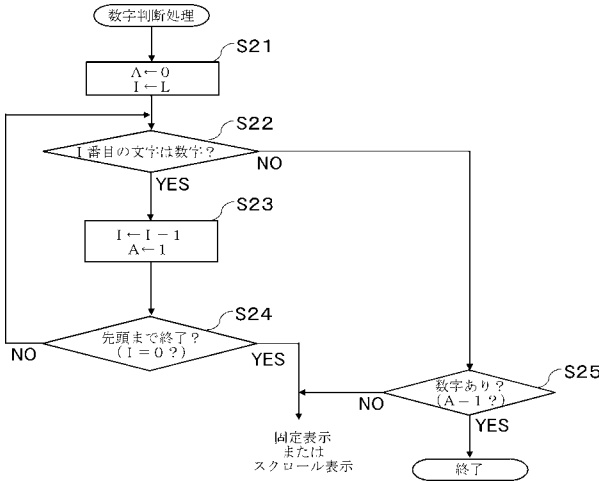 数字判断処理
S21
A←0
I←L
S22
I番目の文字は数字？
NO
YES
S23
I←I－1
A←1
S24
先頭まで終了？
（I＝0？）
NO
YES
S25
数字あり？
（A－1？）
NO
YES
固定表示
または
スクロール表示
終了